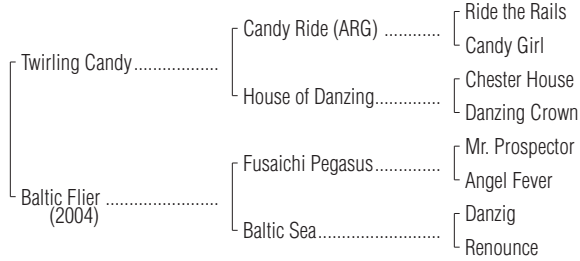 Ride the Rails
Candy Ride (ARG) ............
Candy Girl
Twirling Candy..................
Chester House
House of Danzing..............
Danzing Crown
Mr. Prospector
Fusaichi Pegasus..............
Angel Fever
Baltic Flier ........................
(2004)
Danzig
Baltic Sea..........................
Renounce